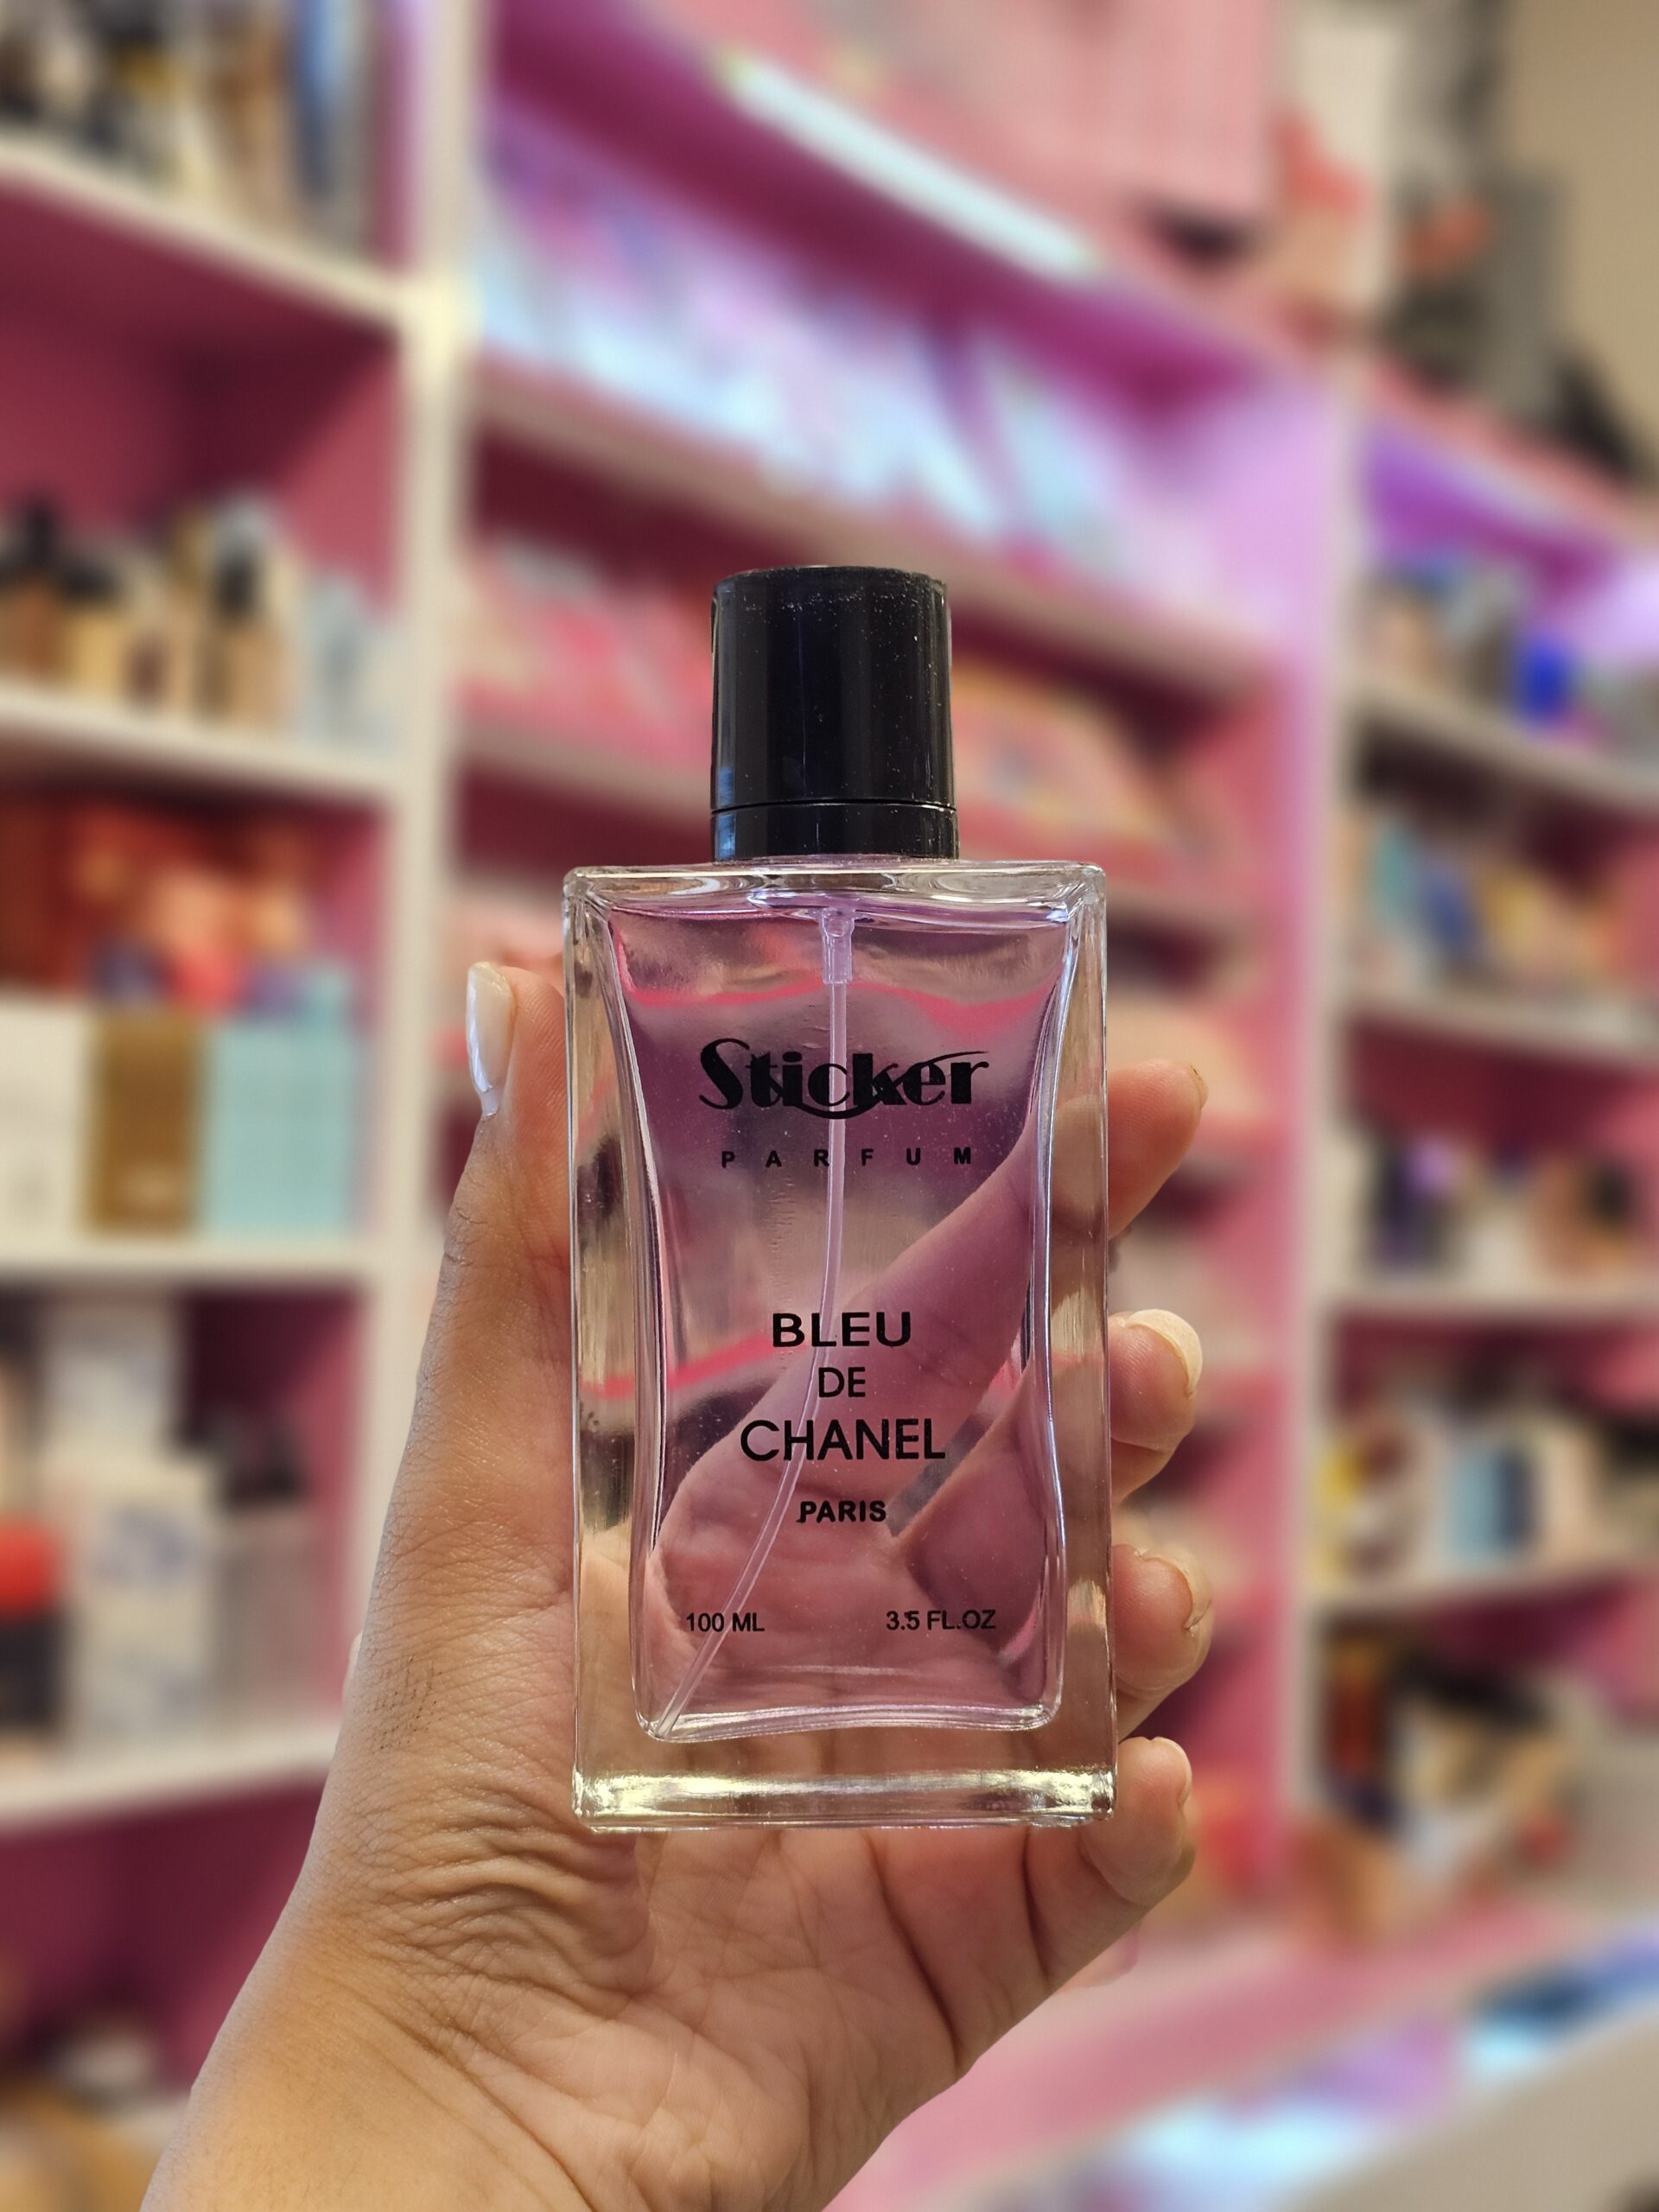 Sticker
PARFUM
BLEU
DE
CHANEL
PARIS
100 ML 3.5 FL.OZ